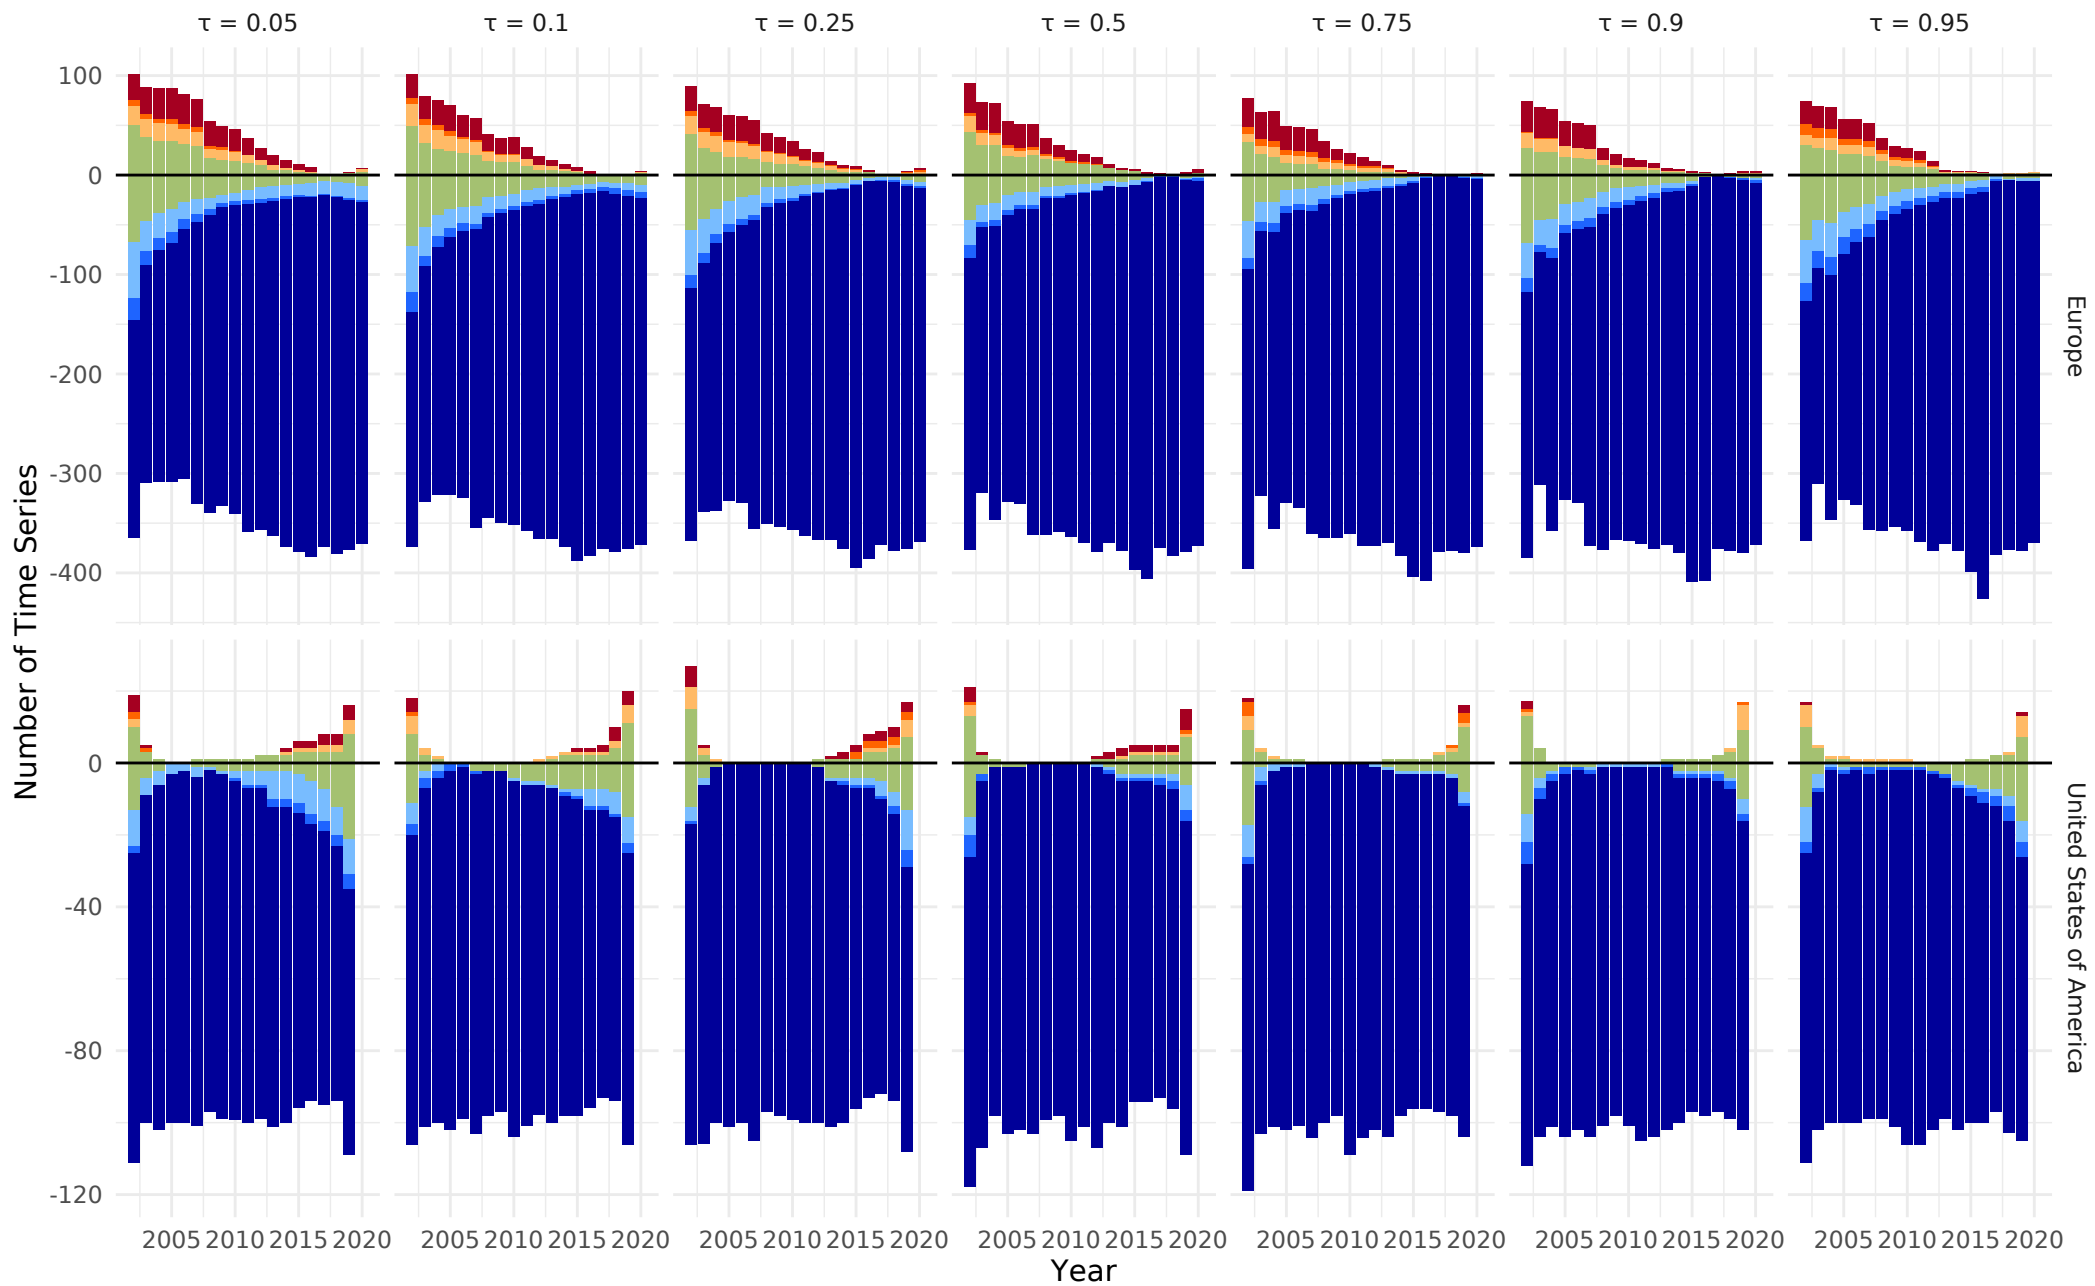 τ = 0.05 τ = 0.1 τ = 0.25 τ = 0.5 τ = 0.75 τ = 0.9 τ = 0.95
100
0
-100
-200
-300
-400
Europe
Number of Time Series
0
-40
-80
-120
United States of America
2005 2010 2015 2020 2005 2010 2015 2020 2005 2010 2015 2020 2005 2010 2015 2020 2005 2010 2015 2020 2005 2010 2015 2020 2005 2010 2015 2020
Year